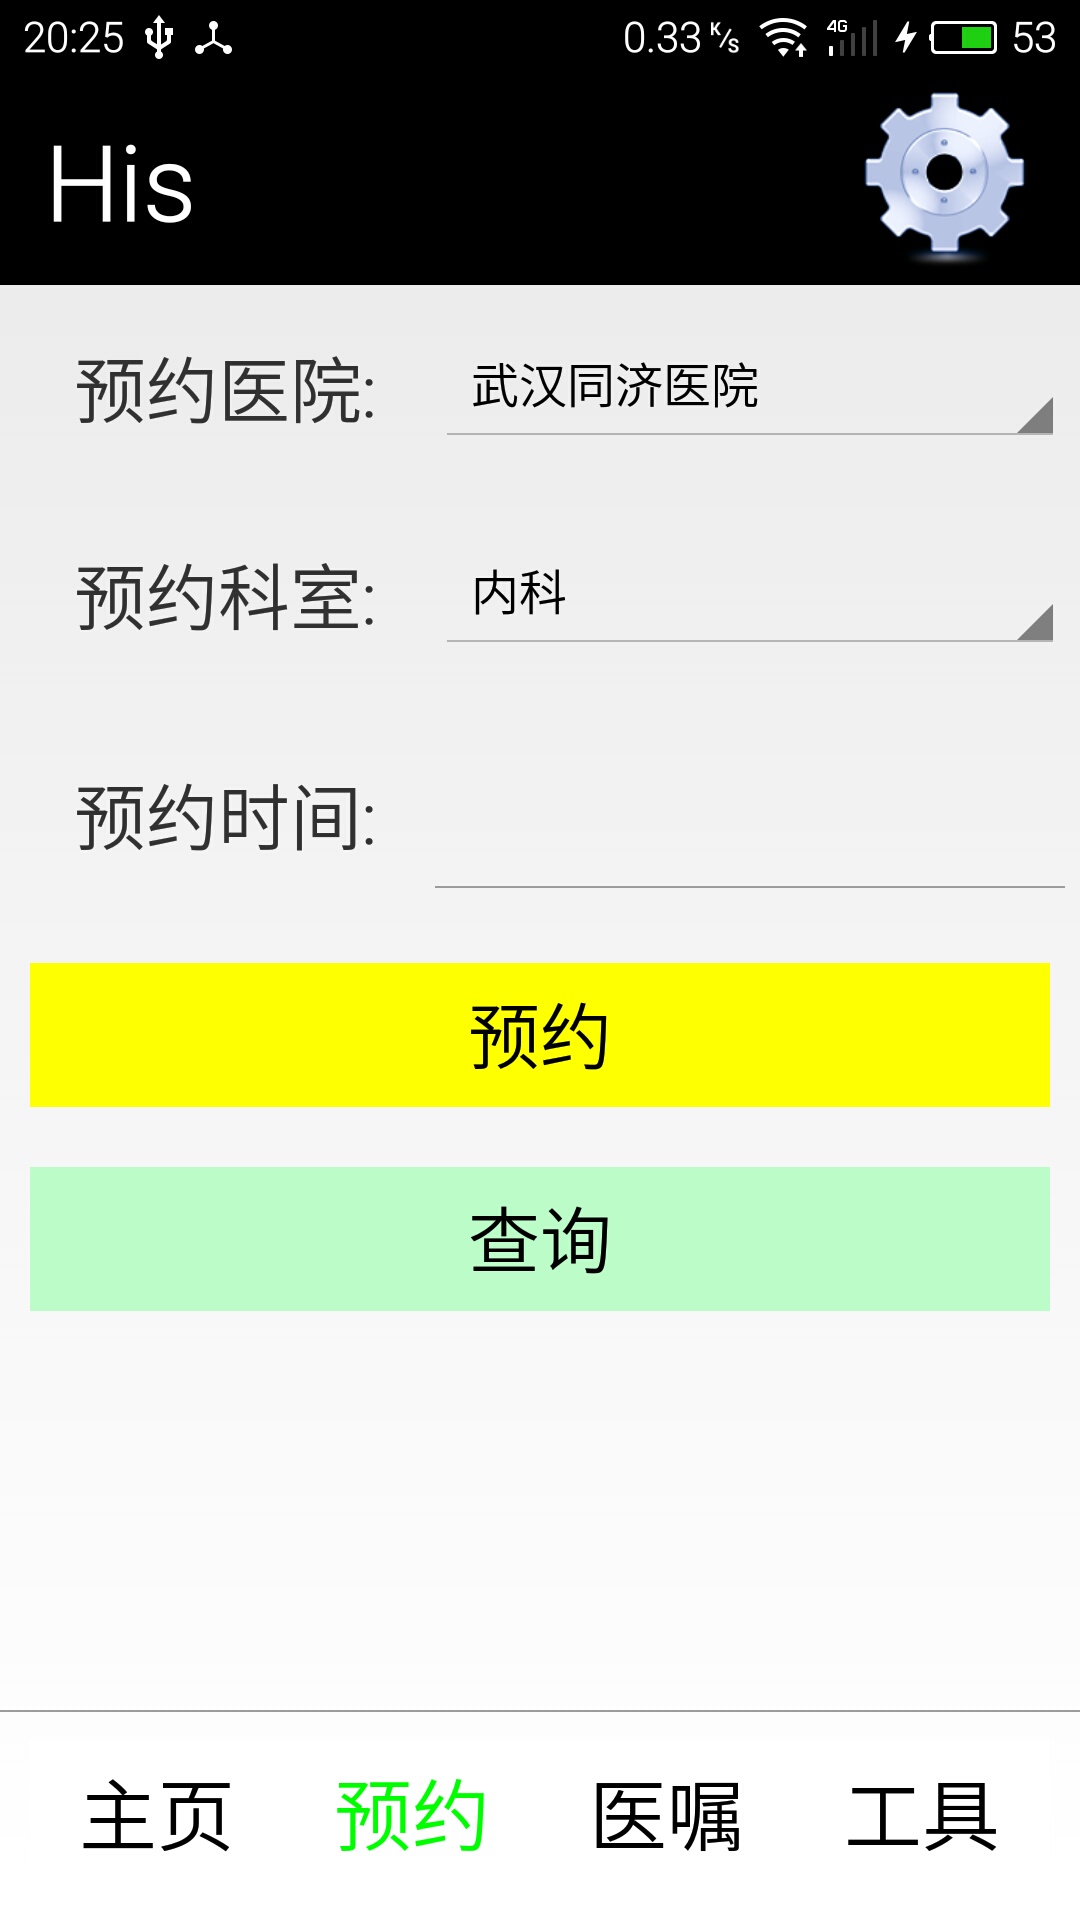 20:25 0.33 K/s 4G 53
His
预约医院: 武汉同济医院
预约科室: 内科
预约时间:
预约
查询
主页 预约 医嘱 工具